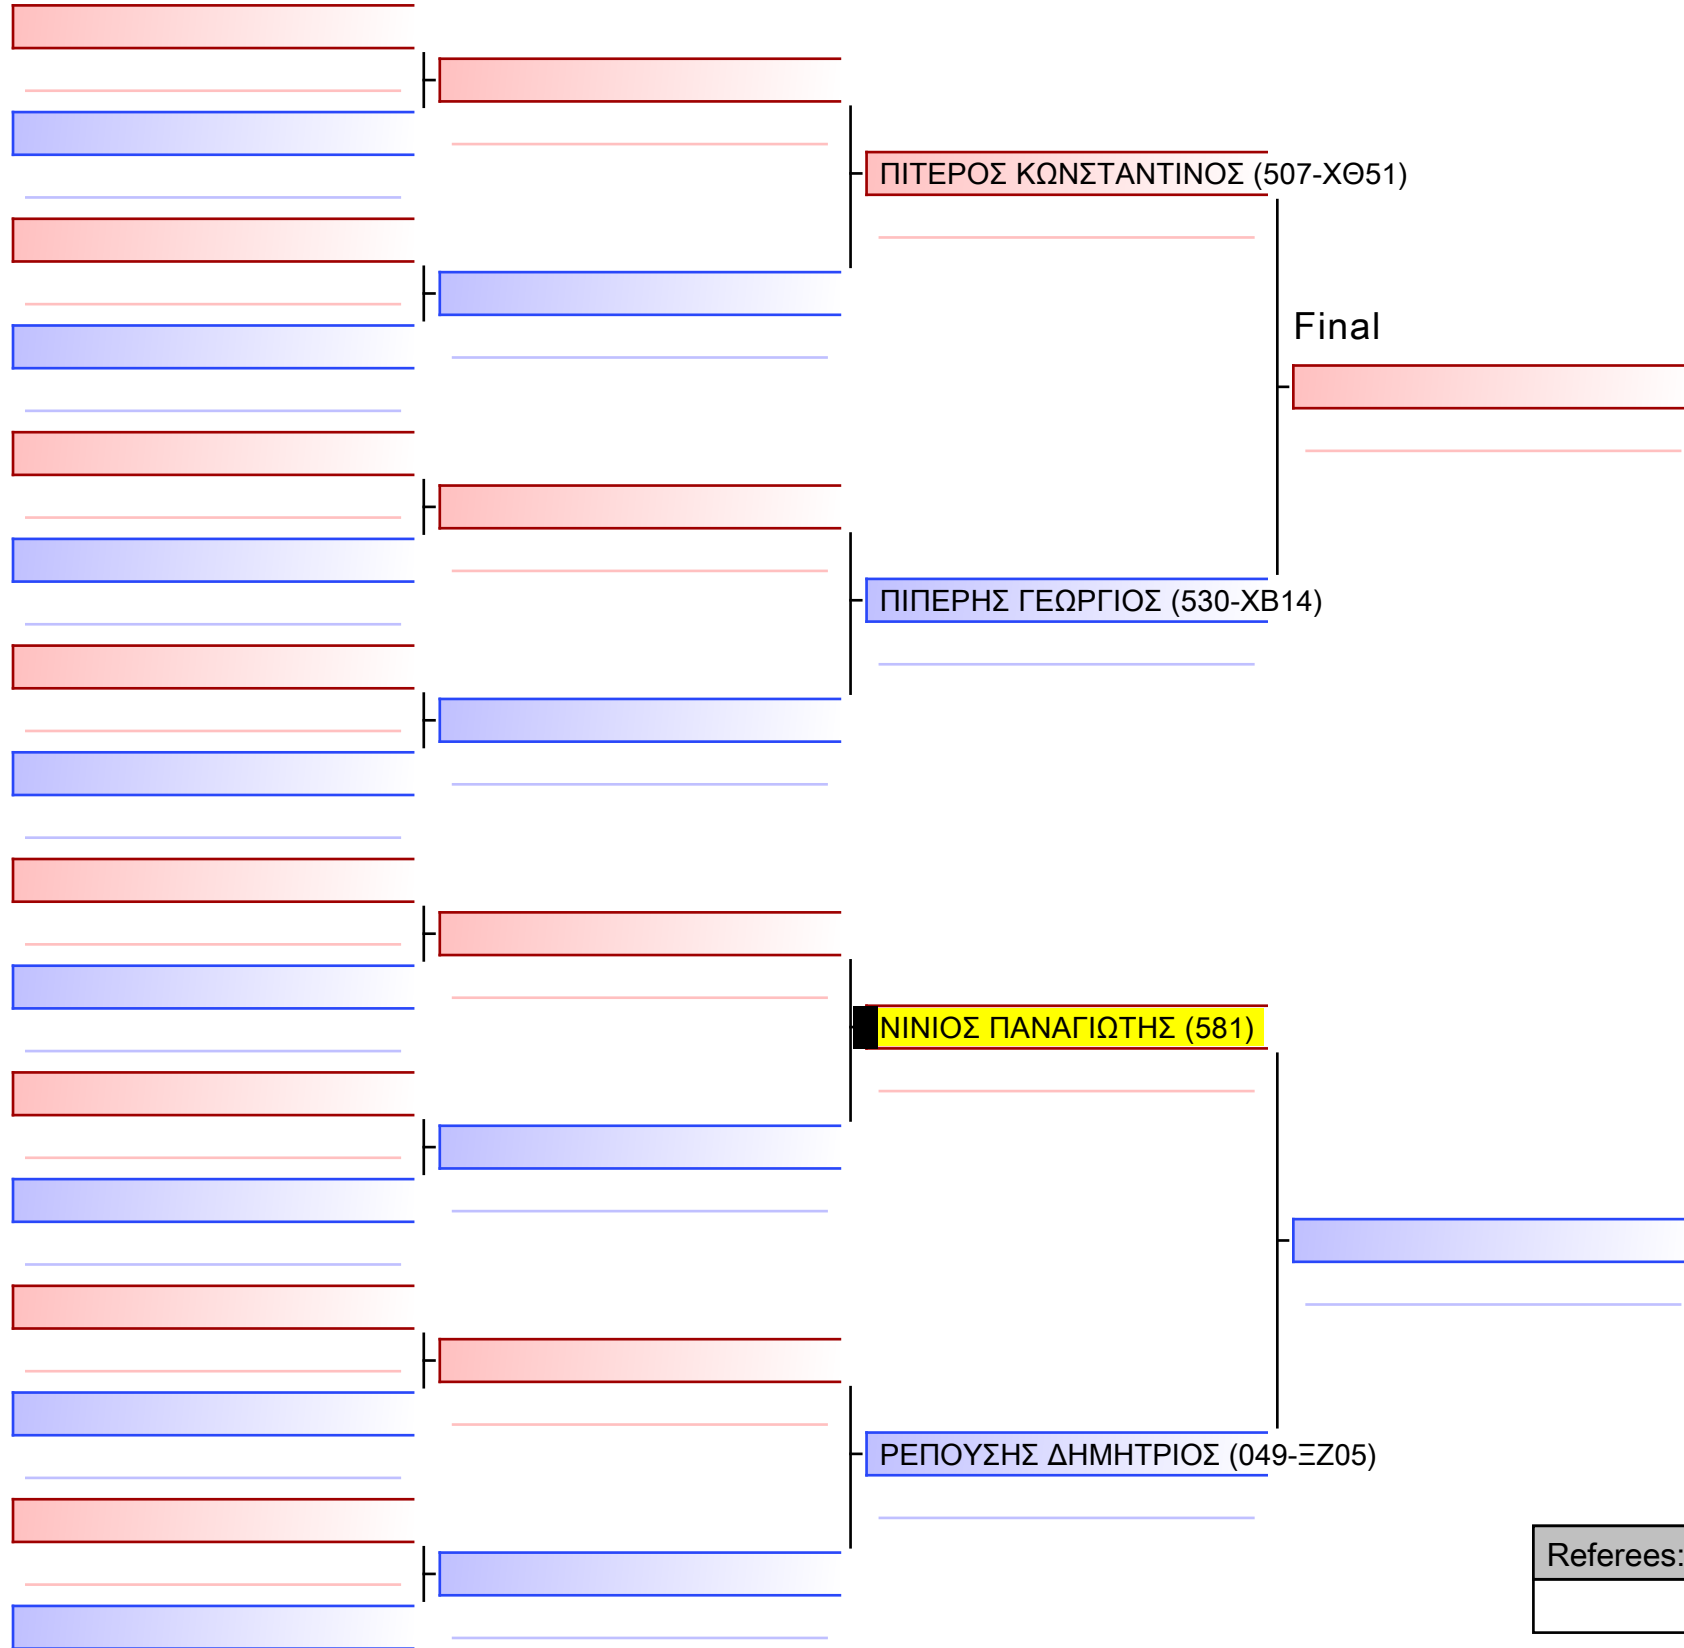 ΠΙΤΕΡΟΣ ΚΩΝΣΤΑΝΤΙΝΟΣ (507-ΧΘ51)
Final
ΠΙΠΕΡΗΣ ΓΕΩΡΓΙΟΣ (530-ΧΒ14)
ΝΙΝΙΟΣ ΠΑΝΑΓΙΩΤΗΣ (581)
ΡΕΠΟΥΣΗΣ ΔΗΜΗΤΡΙΟΣ (049-ΞΖ05)
Referees: